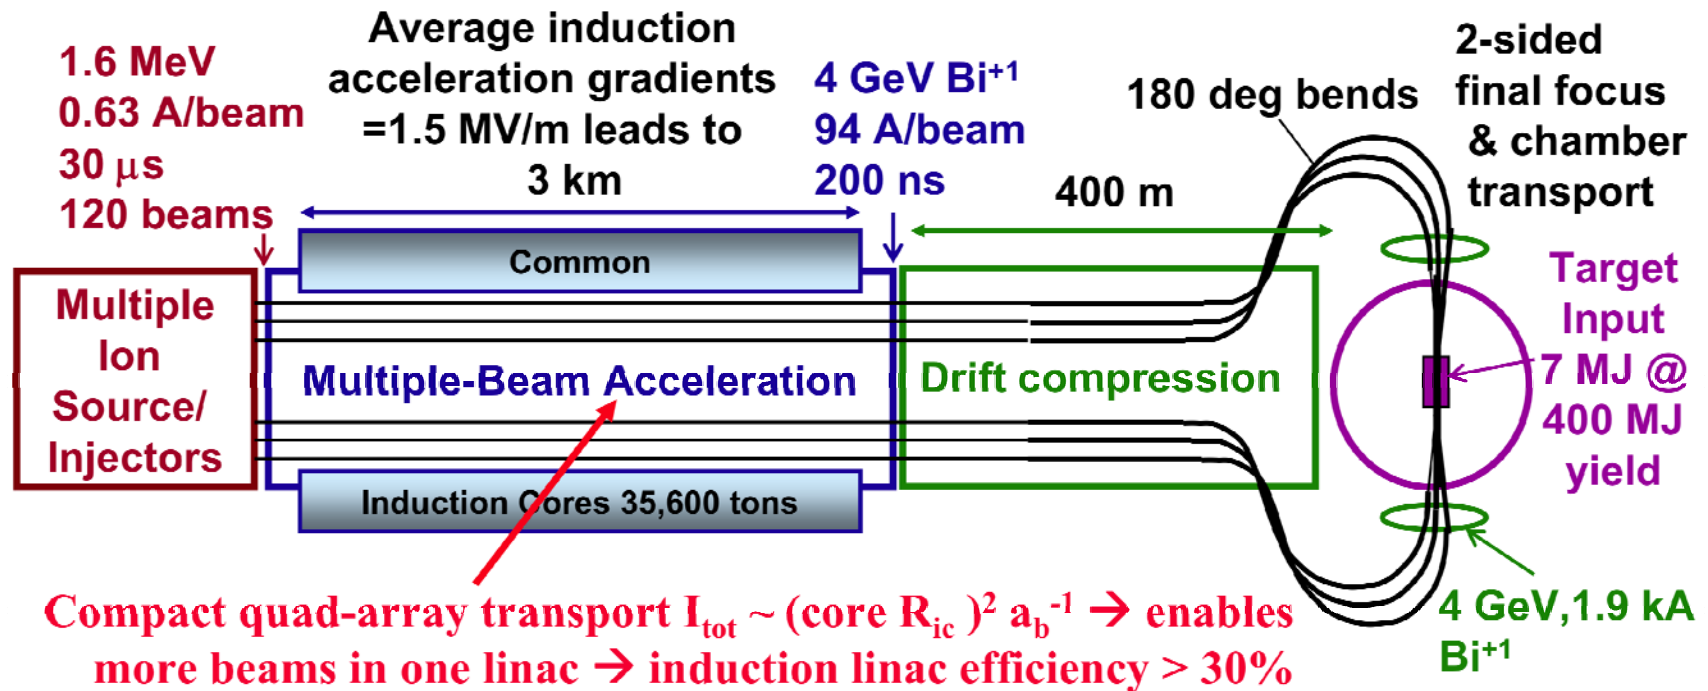 1.6 MeV
0.63 A/beam
30 μs
120 beams
Average induction
acceleration gradients
=1.5 MV/m leads to
3 km
4 GeV Bi⁺¹
94 A/beam
200 ns
400 m
180 deg bends
2-sided
final focus
& chamber
transport
Common
Multiple
Ion
Source/
Injectors
Multiple-Beam Acceleration
Drift compression
Target
Input
7 MJ @
400 MJ
yield
Induction Cores 35,600 tons
Compact quad-array transport Iₜₒₜ ~ (core Rᵢc )² a_b⁻¹ → enables
more beams in one linac → induction linac efficiency > 30%
4 GeV,1.9 kA
Bi⁺¹